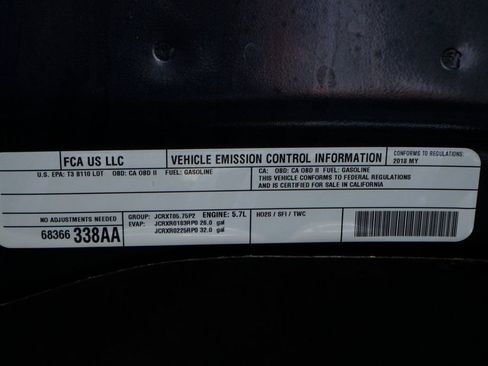 FCA US LLC
VEHICLE EMISSION CONTROL INFORMATION
CONFORMS TO REGULATIONS:
2018 MY
U.S. EPA: T3 B110 LDT OBD: CA OBD II FUEL: GASOLINE
CA: OBD: CA OBD II FUEL: GASOLINE
THIS VEHICLE CONFORMS TO FEDERAL REGULATIONS
AND IS CERTIFIED FOR SALE IN CALIFORNIA
NO ADJUSTMENTS NEEDED
68366 338AA
GROUP: JCRXT05.75P2 ENGINE: 5.7L
EVAP: JCRXR0183RP0 26.0 gal
JCRXR0225RP0 32.0 gal
HO2S / SFI / TWC